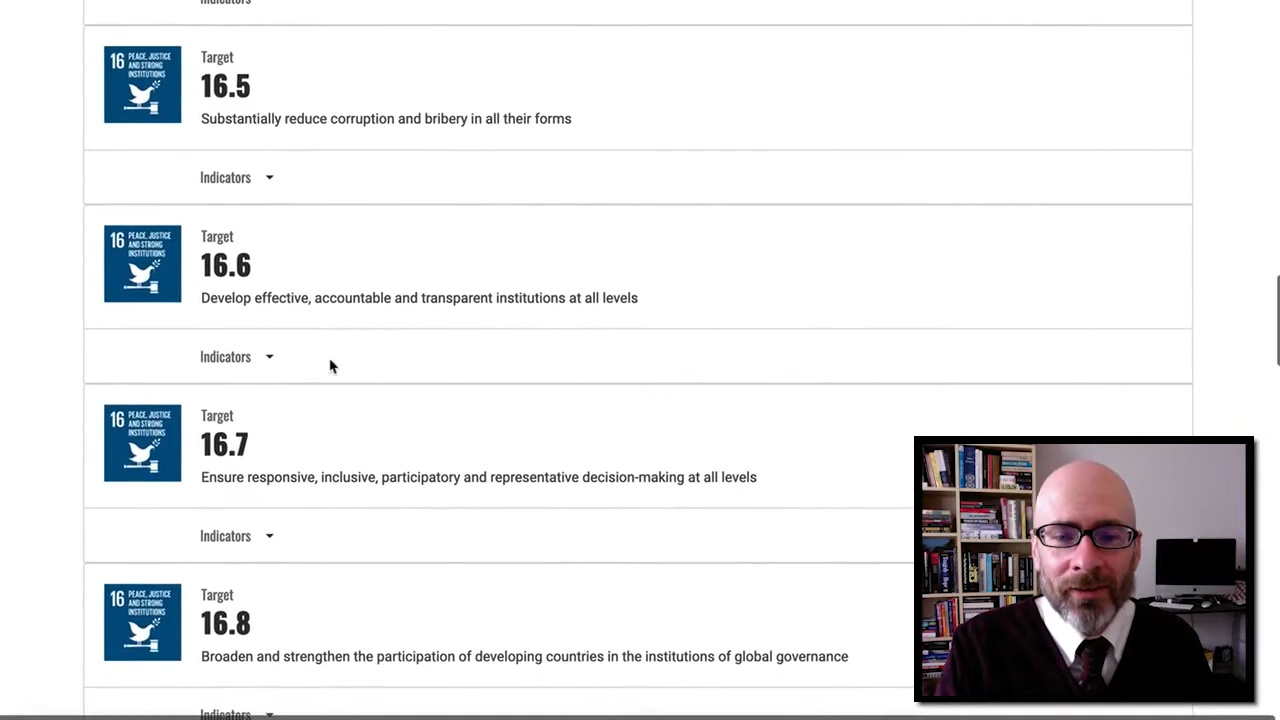 Indicators
16 PEACE, JUSTICE
AND STRONG
INSTITUTIONS
Target
16.5
Substantially reduce corruption and bribery in all their forms
Indicators
16 PEACE, JUSTICE
AND STRONG
INSTITUTIONS
Target
16.6
Develop effective, accountable and transparent institutions at all levels
Indicators
16 PEACE, JUSTICE
AND STRONG
INSTITUTIONS
Target
16.7
Ensure responsive, inclusive, participatory and representative decision-making at all levels
Indicators
16 PEACE, JUSTICE
AND STRONG
INSTITUTIONS
Target
16.8
Broaden and strengthen the participation of developing countries in the institutions of global governance
Indicators